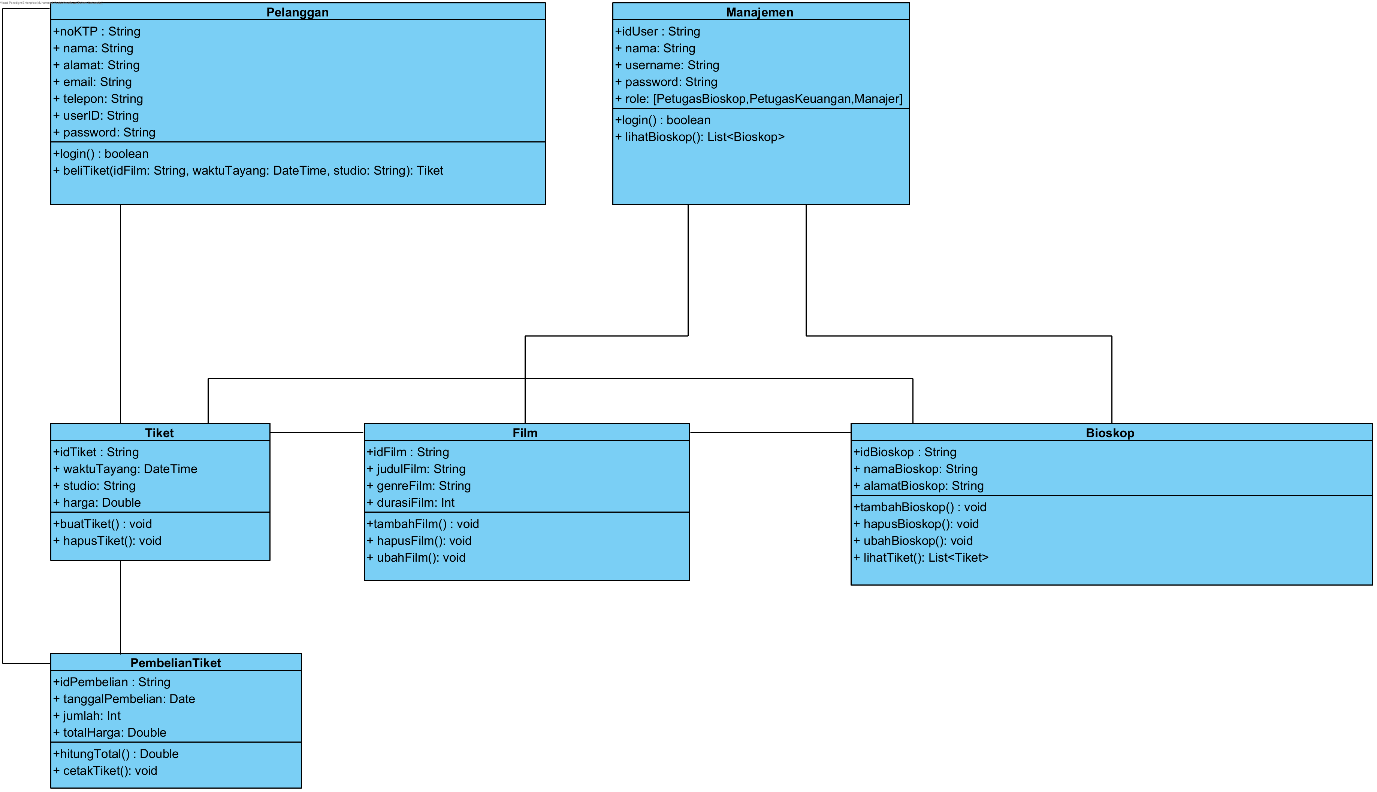 Pelanggan
+noKTP : String
+ nama: String
+ alamat: String
+ email: String
+ telepon: String
+ userID: String
+ password: String
+login() : boolean
+ beliTiket(idFilm: String, waktuTayang: DateTime, studio: String): Tiket
Manajemen
+idUser : String
+ nama: String
+ username: String
+ password: String
+ role: [PetugasBioskop,PetugasKeuangan,Manajer]
+login() : boolean
+ lihatBioskop(): List<Bioskop>
Tiket
+idTiket : String
+ waktuTayang: DateTime
+ studio: String
+ harga: Double
+buatTiket() : void
+ hapusTiket(): void
Film
+idFilm : String
+ judulFilm: String
+ genreFilm: String
+ durasiFilm: Int
+tambahFilm() : void
+ hapusFilm(): void
+ ubahFilm(): void
Bioskop
+idBioskop : String
+ namaBioskop: String
+ alamatBioskop: String
+tambahBioskop() : void
+ hapusBioskop(): void
+ ubahBioskop(): void
+ lihatTiket(): List<Tiket>
PembelianTiket
+idPembelian : String
+ tanggalPembelian: Date
+ jumlah: Int
+ totalHarga: Double
+hitungTotal() : Double
+ cetakTiket(): void